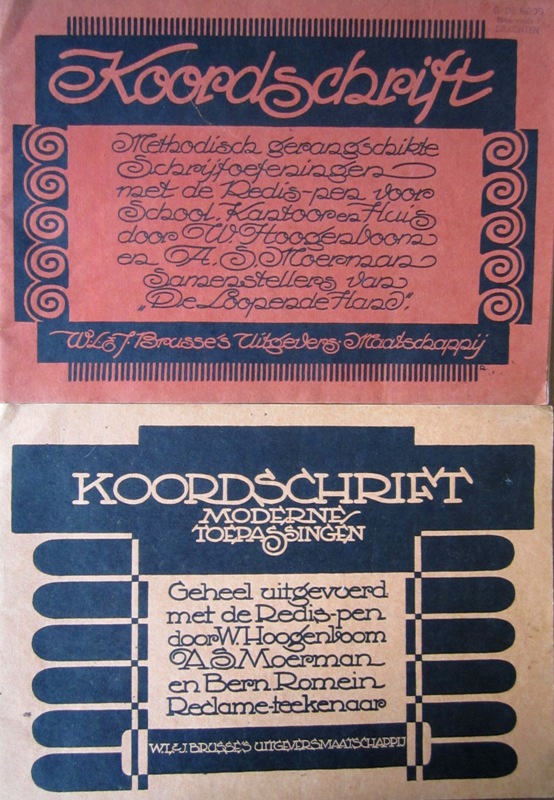 Koordschrift
Methodisch gerangschikte
Schrijfoefeningen
met de Redis-pen voor
School, Kantoor en Huis
door W. Hoogenboom
en A. S. Moerman
Samenstellers van
„De Loopende Hand".
W. L. & J. Brusse's Uitgevers-Maatschappij
KOORDSCHRIFT
MODERNE
TOEPASSINGEN
Geheel uitgevoerd
met de Redis-pen
door W. Hoogenboom
A. S. Moerman
en Bern. Romein
Reclame-teekenaar
W. L. & J. BRUSSE'S UITGEVERSMAATSCHAPPIJ